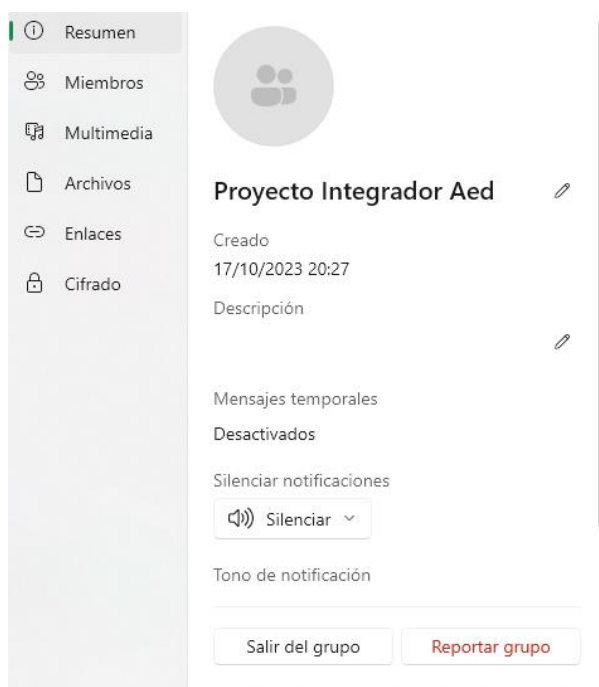 Resumen
Miembros
Multimedia
Archivos
Enlaces
Cifrado
Proyecto Integrador Aed
Creado
17/10/2023 20:27
Descripción
Mensajes temporales
Desactivados
Silenciar notificaciones
Silenciar
Tono de notificación
Salir del grupo
Reportar grupo